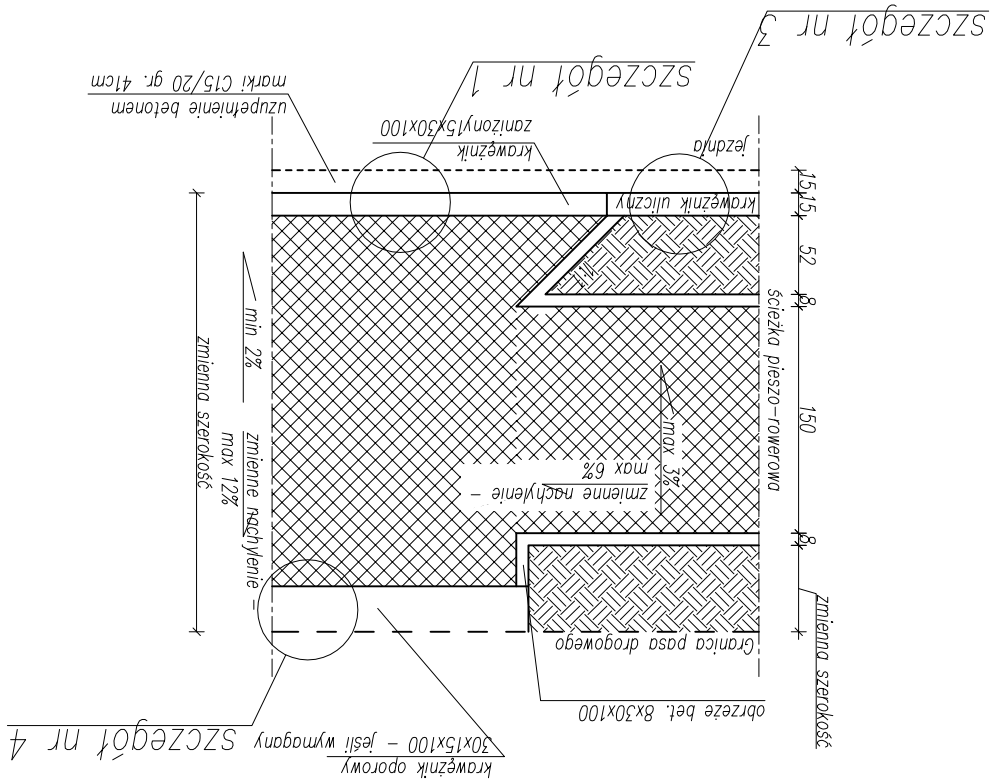 krawężnik oporowy
30x15x100 – jeśli wymagany
szczegół nr 4
obrzeże bet. 8x30x100
zmienna szerokość
Granica pasa drogowego
zmienne nachylenie –
max 12%
min 2%
zmienna szerokość
zmienne nachylenie –
max 6%
max 3%
8
150
8
52
15
15
ścieżka pieszo-rowerowa
1:2
krawężnik uliczny
jezdnia
krawężnik
zaniżony15x30x100
uzupełnienie betonem
marki C15/20 gr. 41cm
szczegół nr 1
szczegół nr 3